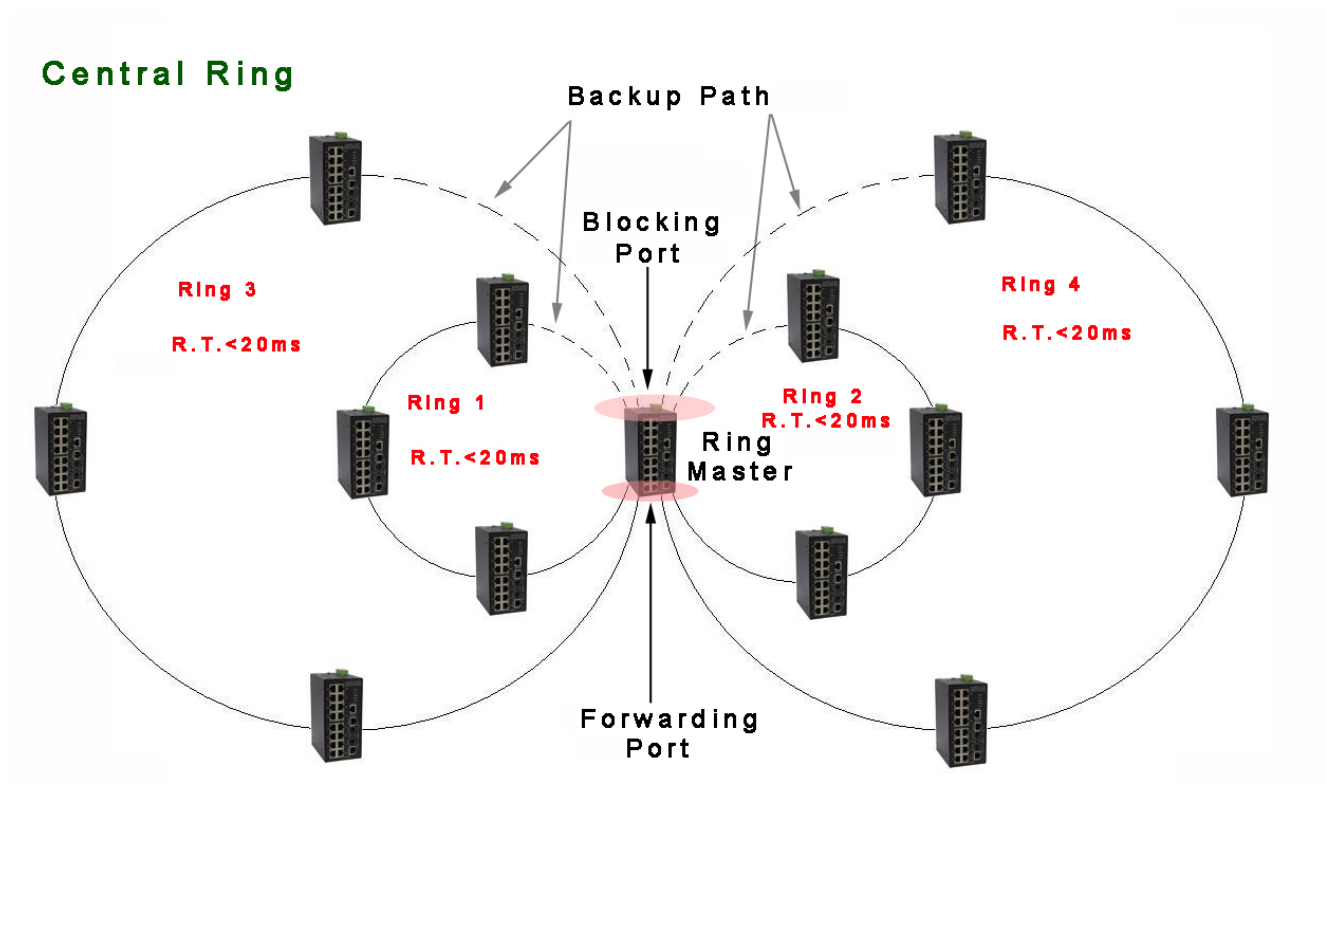 Central Ring
Backup Path
Blocking
Port
Ring 3
R.T.<20ms
Ring 4
R.T.<20ms
Ring 1
R.T.<20ms
Ring 2
R.T.<20ms
Ring
Master
Forwarding
Port